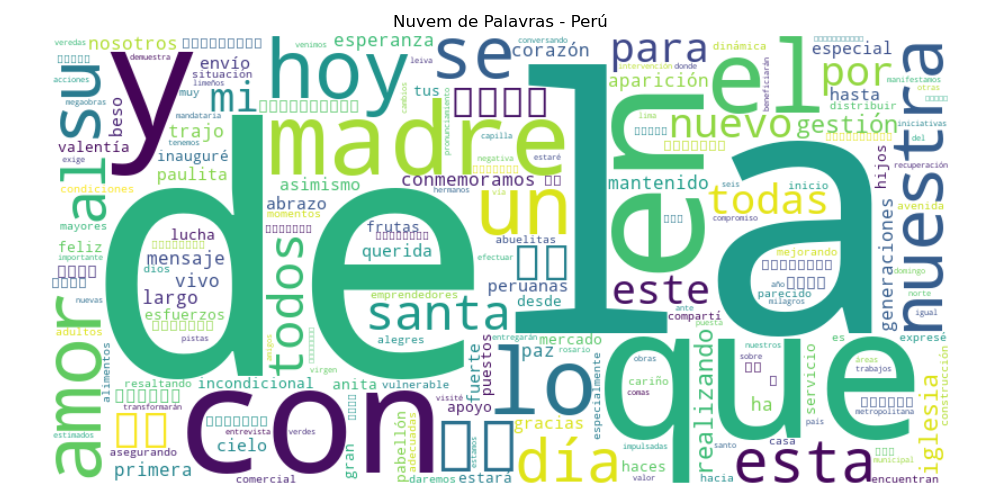 Nuvem de Palavras - Perú
veredas
nosotros
demuestra
y
hoy
venimos
esperanza
conversando
leiva
se
corazón
para
dinámica
especial
acciones
su
envío
situación
muy
limeños
mi
tus
aparición
intervención
donde
beneficiarán
el
por
manifestamos
otras
hasta
megaobras
beso
valentía
exige
mandataria
tenemos
trajo
inauguré
paulita
madre
cambios
pronunciamiento
capilla
negativa
estaré
hermanos
vía
en
lima
nuevo
gestión
distribuir
iniciativas
del
recuperación
nuestra
al
condiciones
mayores
feliz
importante
asimismo
conmemoramos
un
mantenido
seis
compromiso
inicio
todas
hijos
avenida
abrazo
momentos
de
la
lucha
mensaje
dios
vivo
largo
esfuerzos
nuevas
todos
frutas
querida
abuelitas
efectuar
peruanas
desde
emprendedores
santa
alegres
este
ante
compartí
puesta
mejorando
año
parecido
milagros
generaciones
domingo
norte
igual
expresé
amor
adultos
pistas
alimentos
amigos
virgen
entregarán
mercado
rosario
paz
lo
que
obras
cariño
comas
nuestros
sobre
es
áreas
trabajos
resaltando
incondicional
transformarán
anita
vulnerable
fuerte
puestos
visité
apoyo
especialmente
realizando
ha
servicio
país
metropolitana
iglesia
construcción
con
estimados
asegurando
cielo
primera
entrevista
verdes
comercial
gran
pabellón
adecuadas
daremos
estamos
estará
gracias
día
impulsadas
valor
haces
hacia
casa
santo
esta
municipal
encuentran